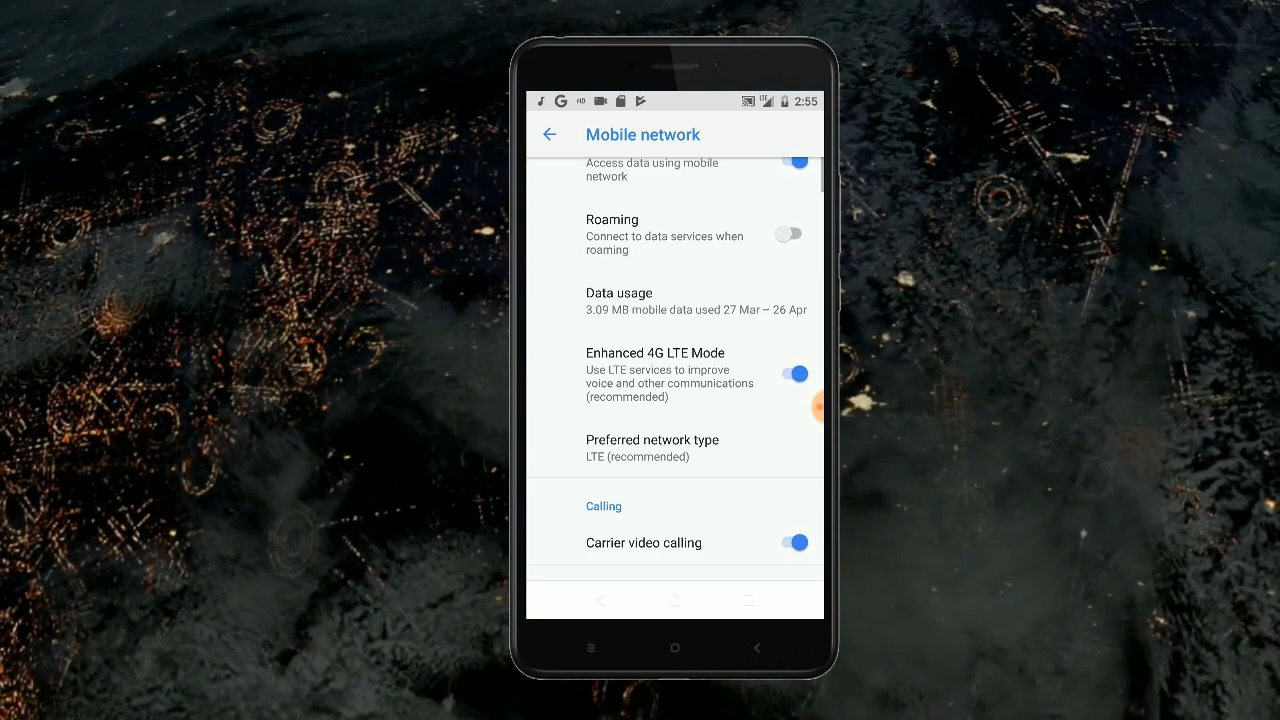 HD LTE 2:55
Mobile network
Access data using mobile
network
Roaming
Connect to data services when
roaming
Data usage
3.09 MB mobile data used 27 Mar – 26 Apr
Enhanced 4G LTE Mode
Use LTE services to improve
voice and other communications
(recommended)
Preferred network type
LTE (recommended)
Calling
Carrier video calling